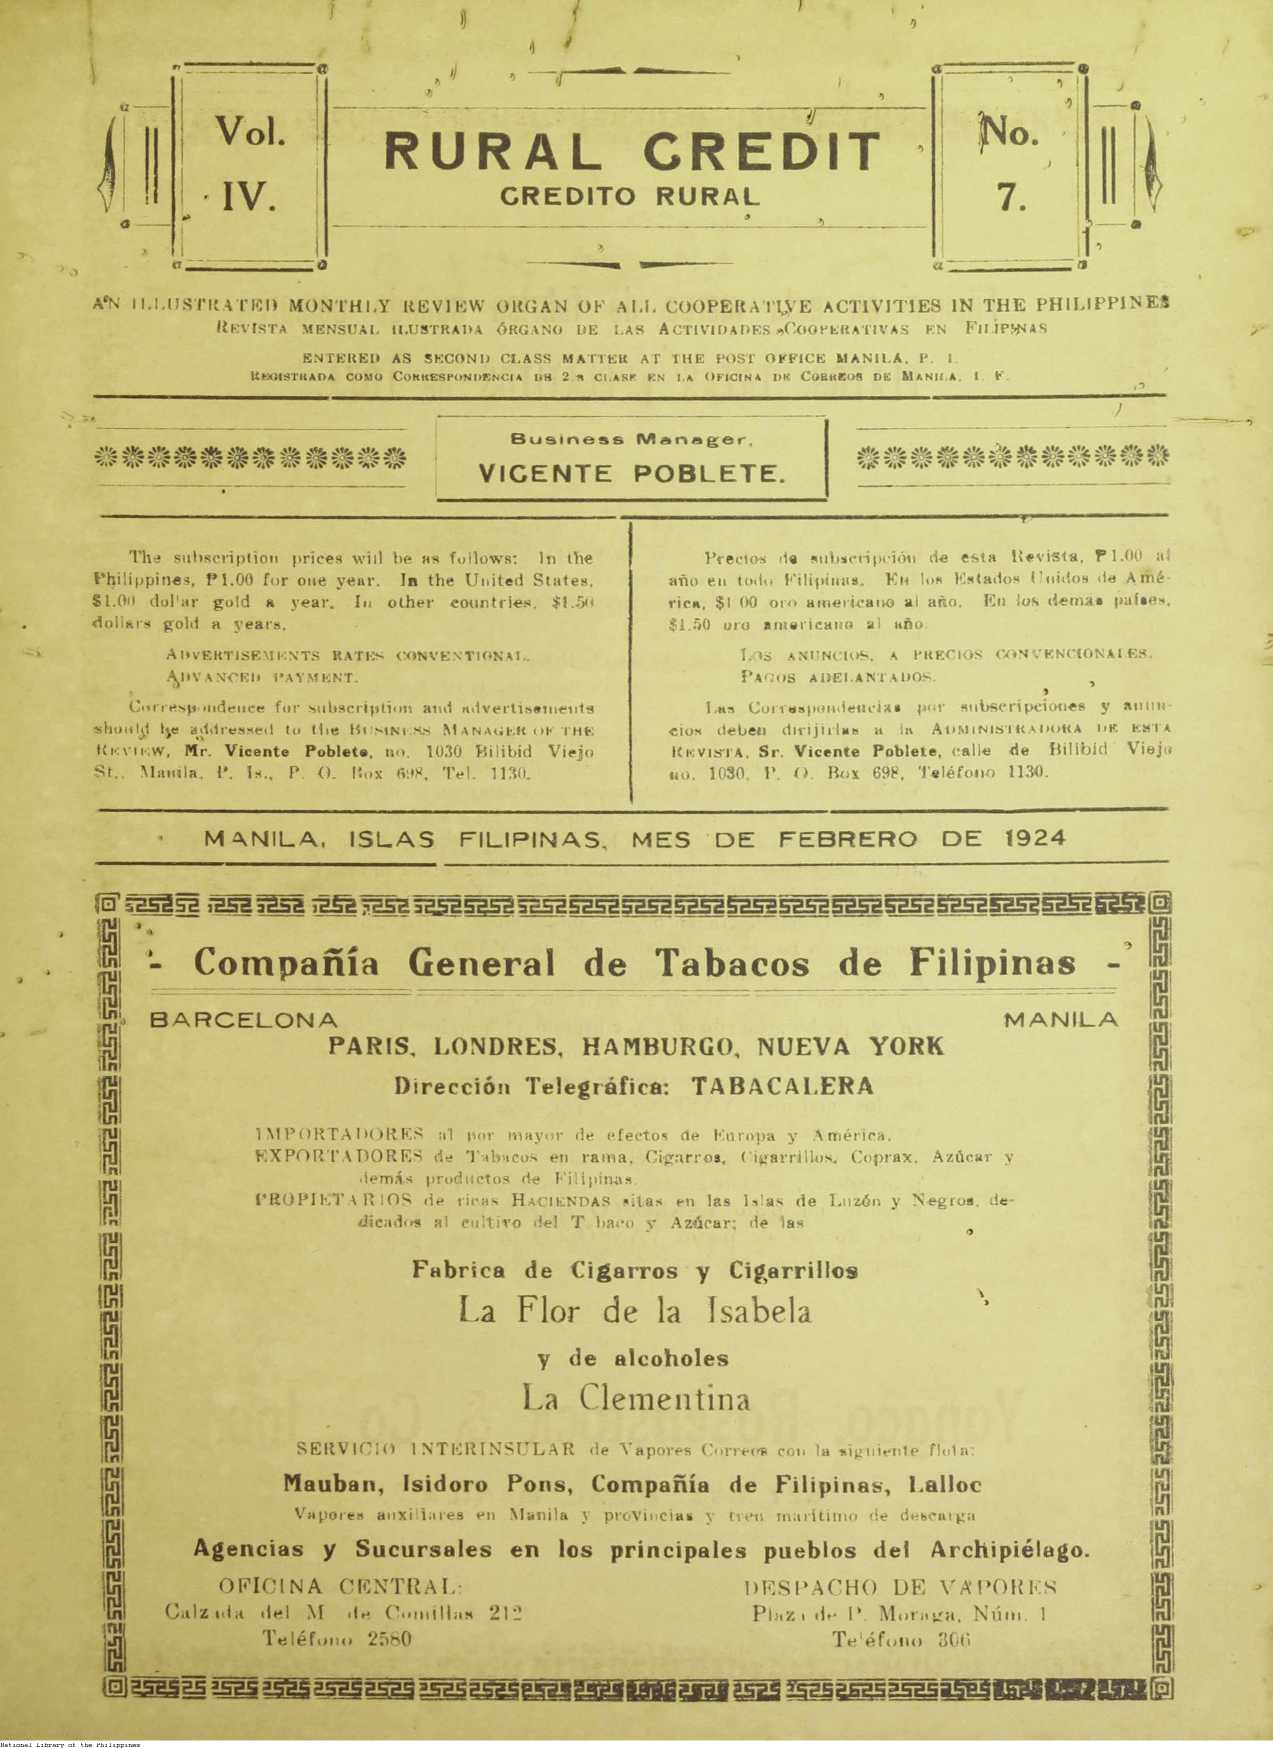 Vol.
IV.
RURAL CREDIT
CREDITO RURAL
No.
7.
AN ILLUSTRATED MONTHLY REVIEW ORGAN OF ALL COOPERATIVE ACTIVITIES IN THE PHILIPPINES
REVISTA MENSUAL ILUSTRADA ÓRGANO DE LAS ACTIVIDADES COOPERATIVAS EN FILIPINAS
ENTERED AS SECOND CLASS MATTER AT THE POST OFFICE MANILA, P. I.
REGISTRADA COMO CORRESPONDENCIA DE 2.a CLASE EN LA OFICINA DE CORREOS DE MANILA, I. F.
Business Manager,
VICENTE POBLETE.
The subscription prices will be as follows: In the
Philippines, ₱1.00 for one year. In the United States,
$1.00 dollar gold a year. In other countries, $1.50
dollars gold a years.
ADVERTISEMENTS RATES CONVENTIONAL.
ADVANCED PAYMENT.
Correspondence for subscription and advertisements
should be addressed to the BUSINESS MANAGER OF THE
REVIEW, Mr. Vicente Poblete, no. 1030 Bilibid Viejo
St., Manila, P. Is., P. O. Box 698, Tel. 1130.
Precios de subscripción de esta Revista, ₱1.00 al
año en todo Filipinas. En los Estados Unidos de Amé-
rica, $1 00 oro americano al año. En los demas países,
$1.50 oro americano al año.
LOS ANUNCIOS, A PRECIOS CONVENCIONALES.
PAGOS ADELANTADOS.
Las Correspondencias por subscripciones y anun-
cios deben dirijirlas a la ADMINISTRADORA DE ESTA
REVISTA, Sr. Vicente Poblete, calle de Bilibid Viejo
no. 1030, P. O. Box 698, Teléfono 1130.
MANILA, ISLAS FILIPINAS, MES DE FEBRERO DE 1924
- Compañía General de Tabacos de Filipinas -
BARCELONA MANILA
PARIS, LONDRES, HAMBURGO, NUEVA YORK
Dirección Telegráfica: TABACALERA
IMPORTADORES al por mayor de efectos de Europa y América.
EXPORTADORES de Tabacos en rama, Cigarros, Cigarrillos, Coprax, Azúcar y
demás productos de Filipinas.
PROPIETARIOS de ricas HACIENDAS sitas en las Islas de Luzón y Negros, de-
dicados al cultivo del T baco y Azúcar; de las
Fabrica de Cigarros y Cigarrillos
La Flor de la Isabela
y de alcoholes
La Clementina
SERVICIO INTERINSULAR de Vapores Correos con la siguiente flota:
Mauban, Isidoro Pons, Compañía de Filipinas, Lalloc
Vapores auxiliares en Manila y provincias y tren marítimo de descarga
Agencias y Sucursales en los principales pueblos del Archipiélago.
OFICINA CENTRAL:
Calzada del M de Comillas 212
Teléfono 2580
DESPACHO DE VAPORES
Plaza de P. Moraga, Núm. 1
Teléfono 306
National Library of the Philippines